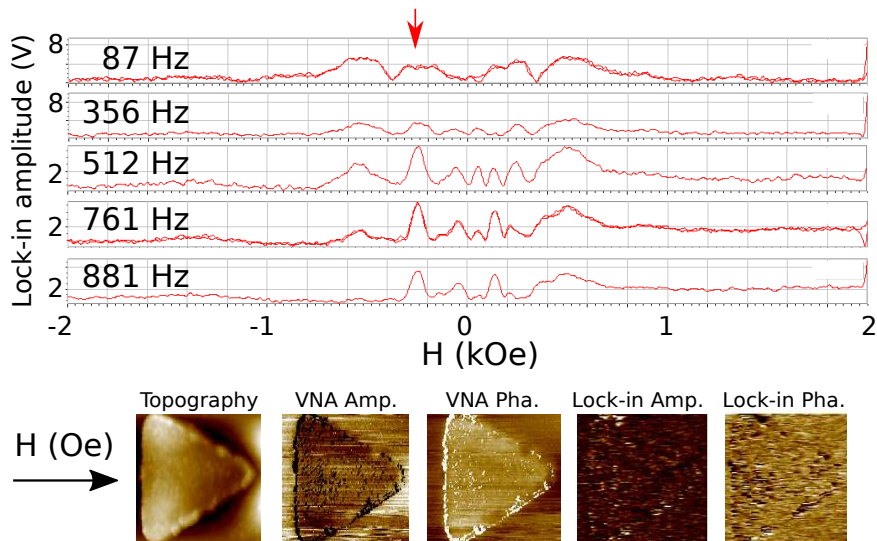 Lock-in amplitude (V)
8
87 Hz
8
356 Hz
2
512 Hz
2
761 Hz
2
881 Hz
-2 -1 0 1 2
H (kOe)
Topography VNA Amp. VNA Pha. Lock-in Amp. Lock-in Pha.
H (Oe)